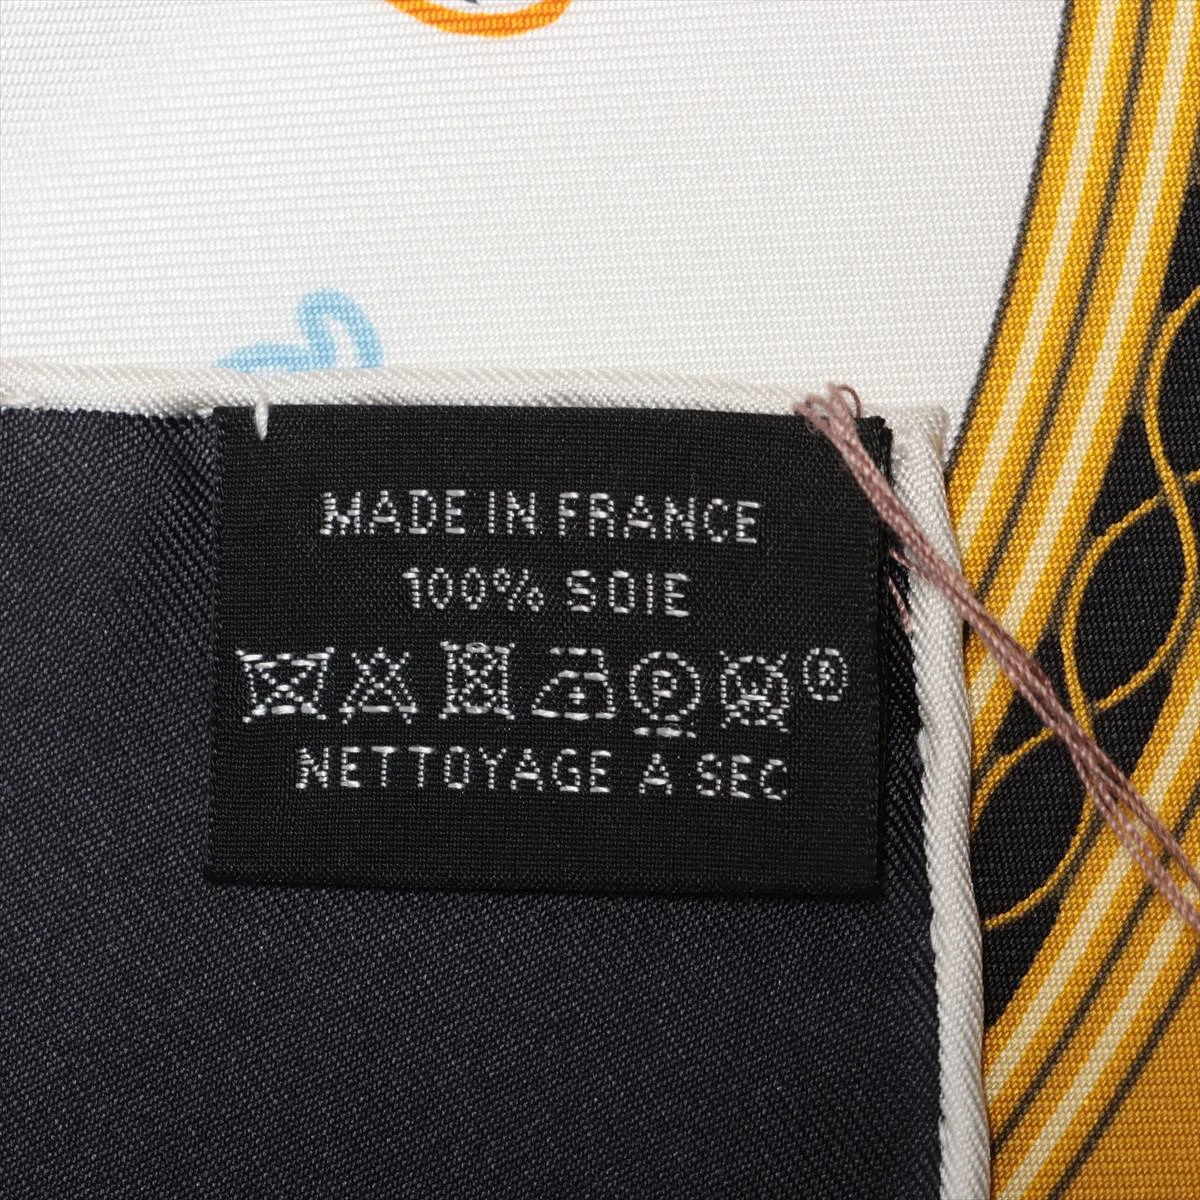 MADE IN FRANCE
100% SOIE
P W ®
NETTOYAGE A SEC